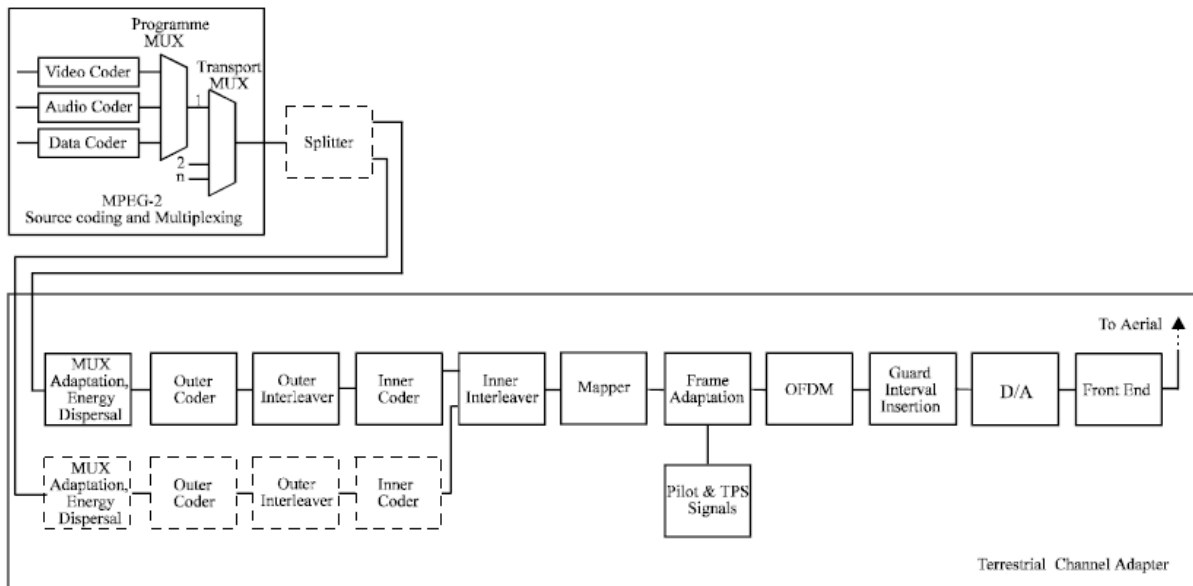 Programme
MUX
Transport
MUX
Video Coder
Audio Coder
Data Coder
1
2
n
MPEG-2
Source coding and Multiplexing
Splitter
To Aerial
MUX
Adaptation,
Energy
Dispersal
Outer
Coder
Outer
Interleaver
Inner
Coder
Inner
Interleaver
Mapper
Frame
Adaptation
OFDM
Guard
Interval
Insertion
D/A
Front End
MUX
Adaptation,
Energy
Dispersal
Outer
Coder
Outer
Interleaver
Inner
Coder
Pilot & TPS
Signals
Terrestrial Channel Adapter